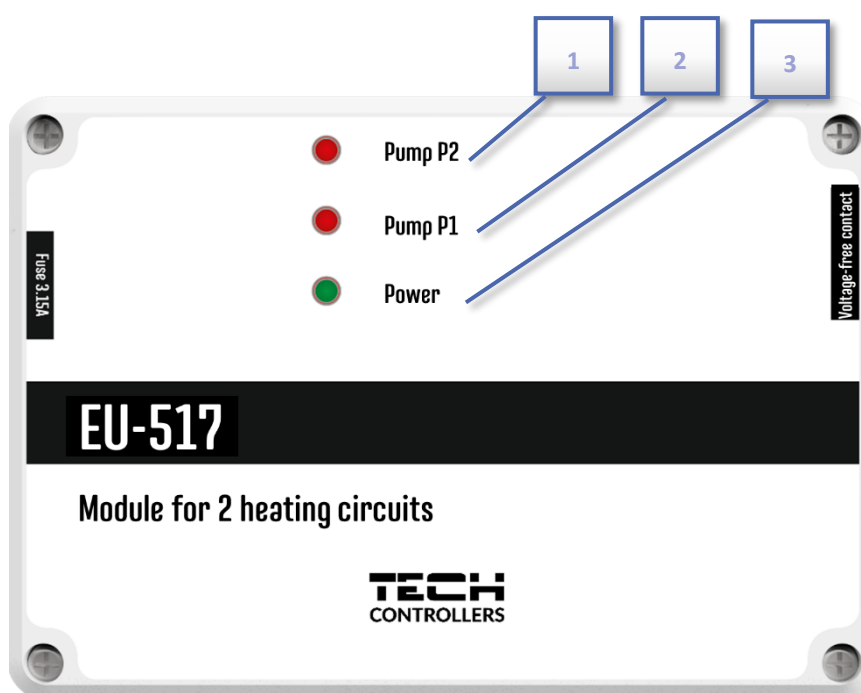 1 2 3
Pump P2
Pump P1
Power
Fuse 3.15A
Voltage-free contact
EU-517
Module for 2 heating circuits
TECH
CONTROLLERS